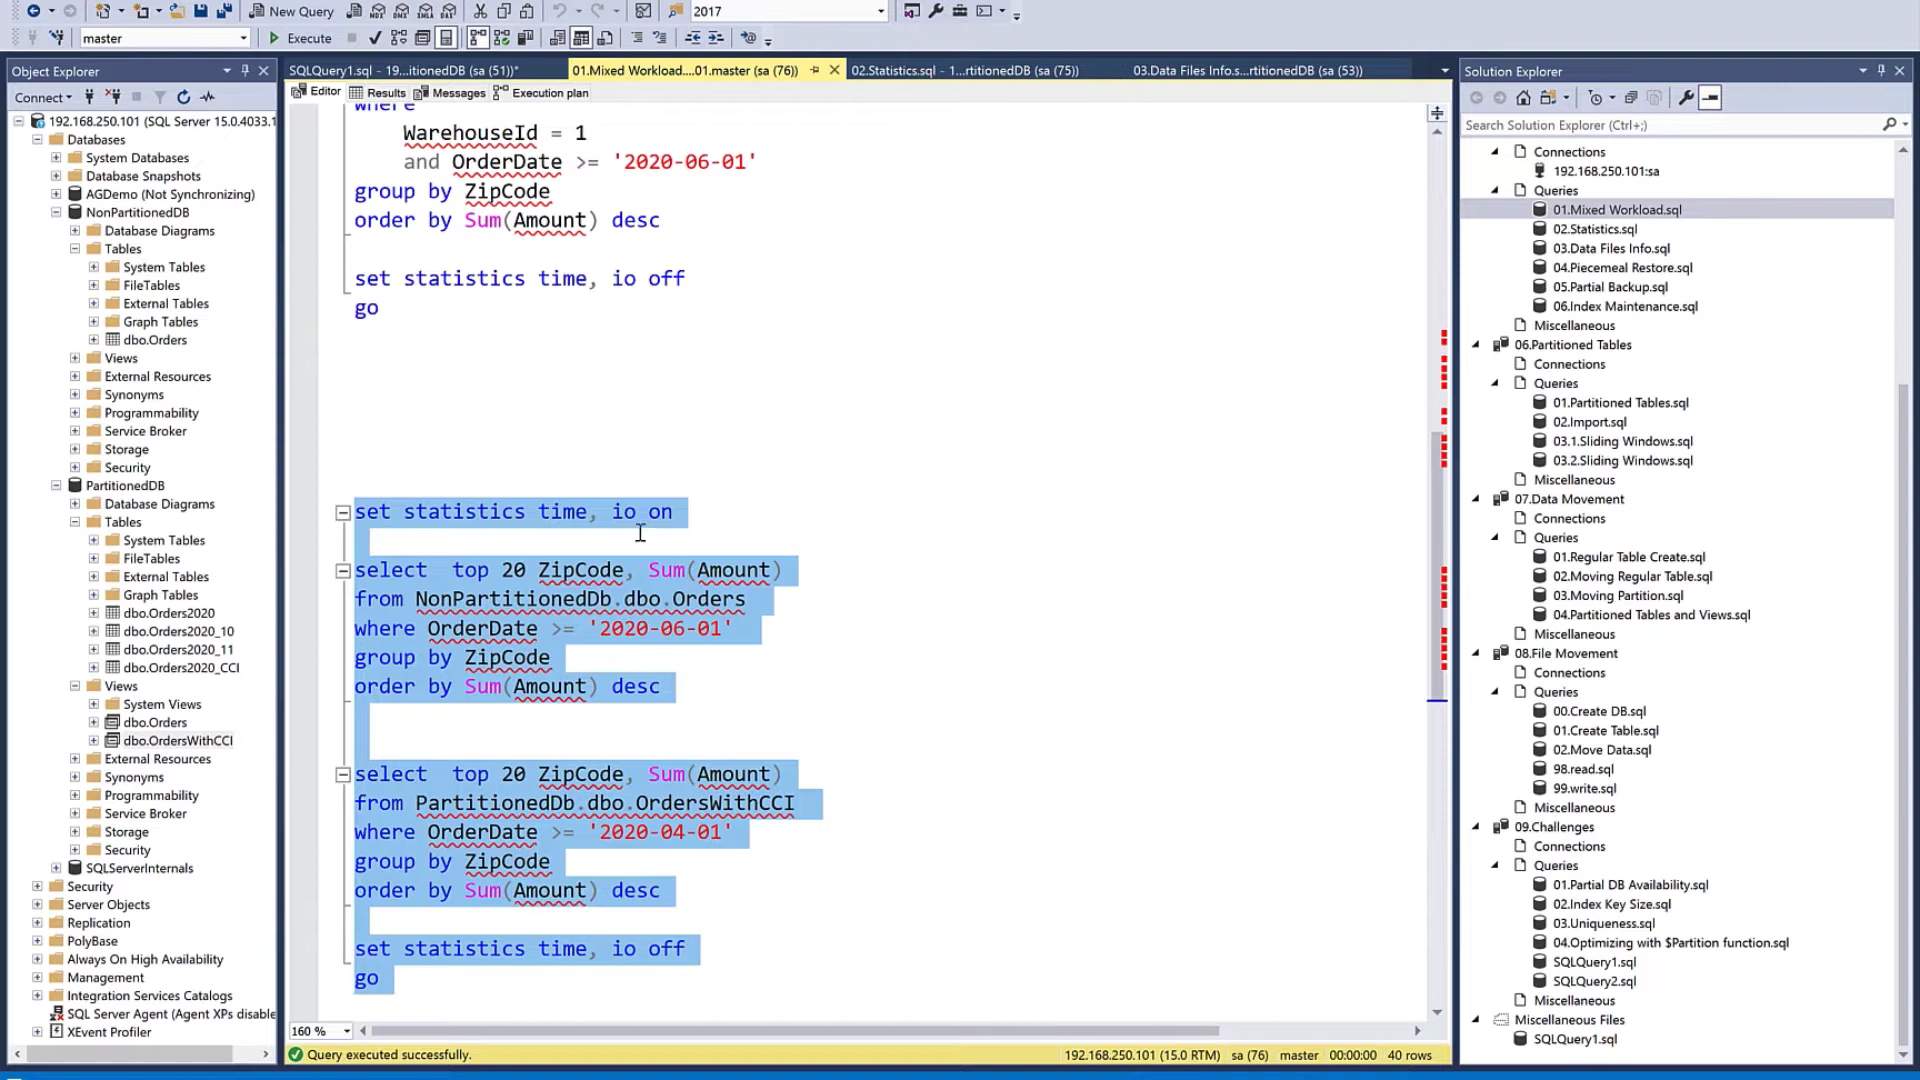 New Query
2017
master
Execute
Object Explorer
Connect
192.168.250.101 (SQL Server 15.0.4033.1
Databases
System Databases
Database Snapshots
AGDemo (Not Synchronizing)
NonPartitionedDB
Database Diagrams
Tables
System Tables
FileTables
External Tables
Graph Tables
dbo.Orders
Views
External Resources
Synonyms
Programmability
Service Broker
Storage
Security
PartitionedDB
Database Diagrams
Tables
System Tables
FileTables
External Tables
Graph Tables
dbo.Orders2020
dbo.Orders2020_10
dbo.Orders2020_11
dbo.Orders2020_CCI
Views
System Views
dbo.Orders
dbo.OrdersWithCCI
External Resources
Synonyms
Programmability
Service Broker
Storage
Security
SQLServerInternals
Security
Server Objects
Replication
PolyBase
Always On High Availability
Management
Integration Services Catalogs
SQL Server Agent (Agent XPs disable
XEvent Profiler
SQLQuery1.sql - 19...itionedDB (sa (51))*
01.Mixed Workload....01.master (sa (76))
02.Statistics.sql - 1...rtitionedDB (sa (75))
03.Data Files Info.s...rtitionedDB (sa (53))
Editor
Results
Messages
Execution plan
where
WarehouseId = 1
and OrderDate >= '2020-06-01'
group by ZipCode
order by Sum(Amount) desc
set statistics time, io off
go
set statistics time, io on
select top 20 ZipCode, Sum(Amount)
from NonPartitionedDb.dbo.Orders
where OrderDate >= '2020-06-01'
group by ZipCode
order by Sum(Amount) desc
select top 20 ZipCode, Sum(Amount)
from PartitionedDb.dbo.OrdersWithCCI
where OrderDate >= '2020-04-01'
group by ZipCode
order by Sum(Amount) desc
set statistics time, io off
go
160 %
Query executed successfully.
192.168.250.101 (15.0 RTM)
sa (76)
master
00:00:00
40 rows
Solution Explorer
Search Solution Explorer (Ctrl+;)
Connections
192.168.250.101:sa
Queries
01.Mixed Workload.sql
02.Statistics.sql
03.Data Files Info.sql
04.Piecemeal Restore.sql
05.Partial Backup.sql
06.Index Maintenance.sql
Miscellaneous
06.Partitioned Tables
Connections
Queries
01.Partitioned Tables.sql
02.Import.sql
03.1.Sliding Windows.sql
03.2.Sliding Windows.sql
Miscellaneous
07.Data Movement
Connections
Queries
01.Regular Table Create.sql
02.Moving Regular Table.sql
03.Moving Partition.sql
04.Partitioned Tables and Views.sql
Miscellaneous
08.File Movement
Connections
Queries
00.Create DB.sql
01.Create Table.sql
02.Move Data.sql
98.read.sql
99.write.sql
Miscellaneous
09.Challenges
Connections
Queries
01.Partial DB Availability.sql
02.Index Key Size.sql
03.Uniqueness.sql
04.Optimizing with $Partition function.sql
SQLQuery1.sql
SQLQuery2.sql
Miscellaneous
Miscellaneous Files
SQLQuery1.sql